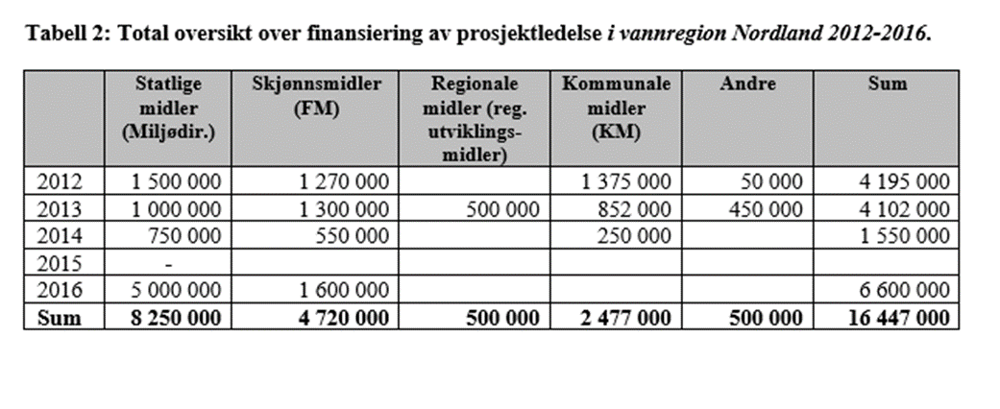 Tabell 2: Total oversikt over finansiering av prosjektledelse i vannregion Nordland 2012-2016.
Statlige midler (Miljødir.) Skjønnsmidler (FM) Regionale midler (reg. utviklings-midler) Kommunale midler (KM) Andre Sum
2012 1 500 000 1 270 000 1 375 000 50 000 4 195 000
2013 1 000 000 1 300 000 500 000 852 000 450 000 4 102 000
2014 750 000 550 000 250 000 1 550 000
2015 -
2016 5 000 000 1 600 000 6 600 000
Sum 8 250 000 4 720 000 500 000 2 477 000 500 000 16 447 000